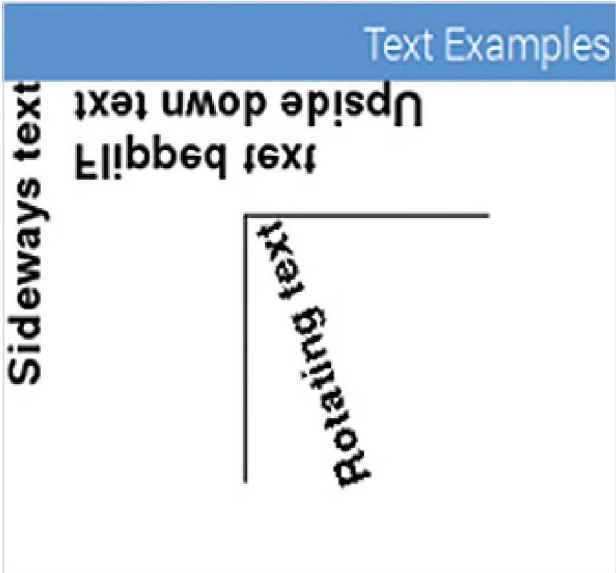 Text Examples
Upside down text
Flipped text
Sideways text
Rotating text